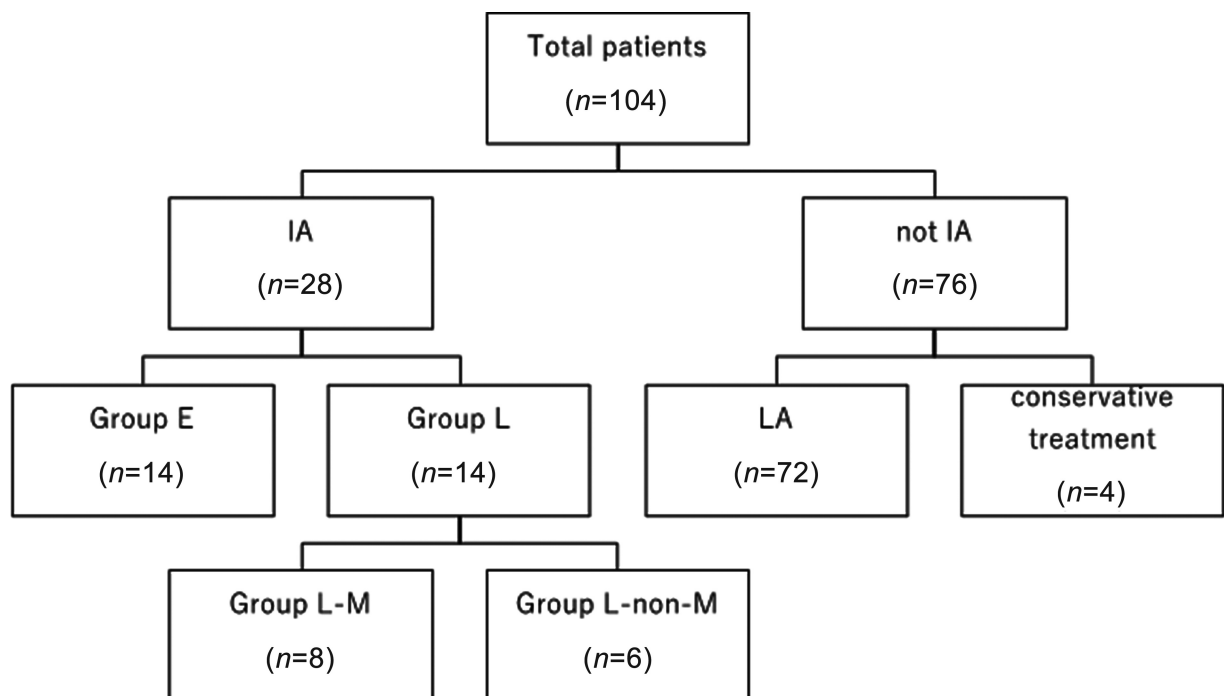 Total patients
(n=104)
IA
(n=28)
not IA
(n=76)
Group E
(n=14)
Group L
(n=14)
LA
(n=72)
conservative
treatment
(n=4)
Group L-M
(n=8)
Group L-non-M
(n=6)